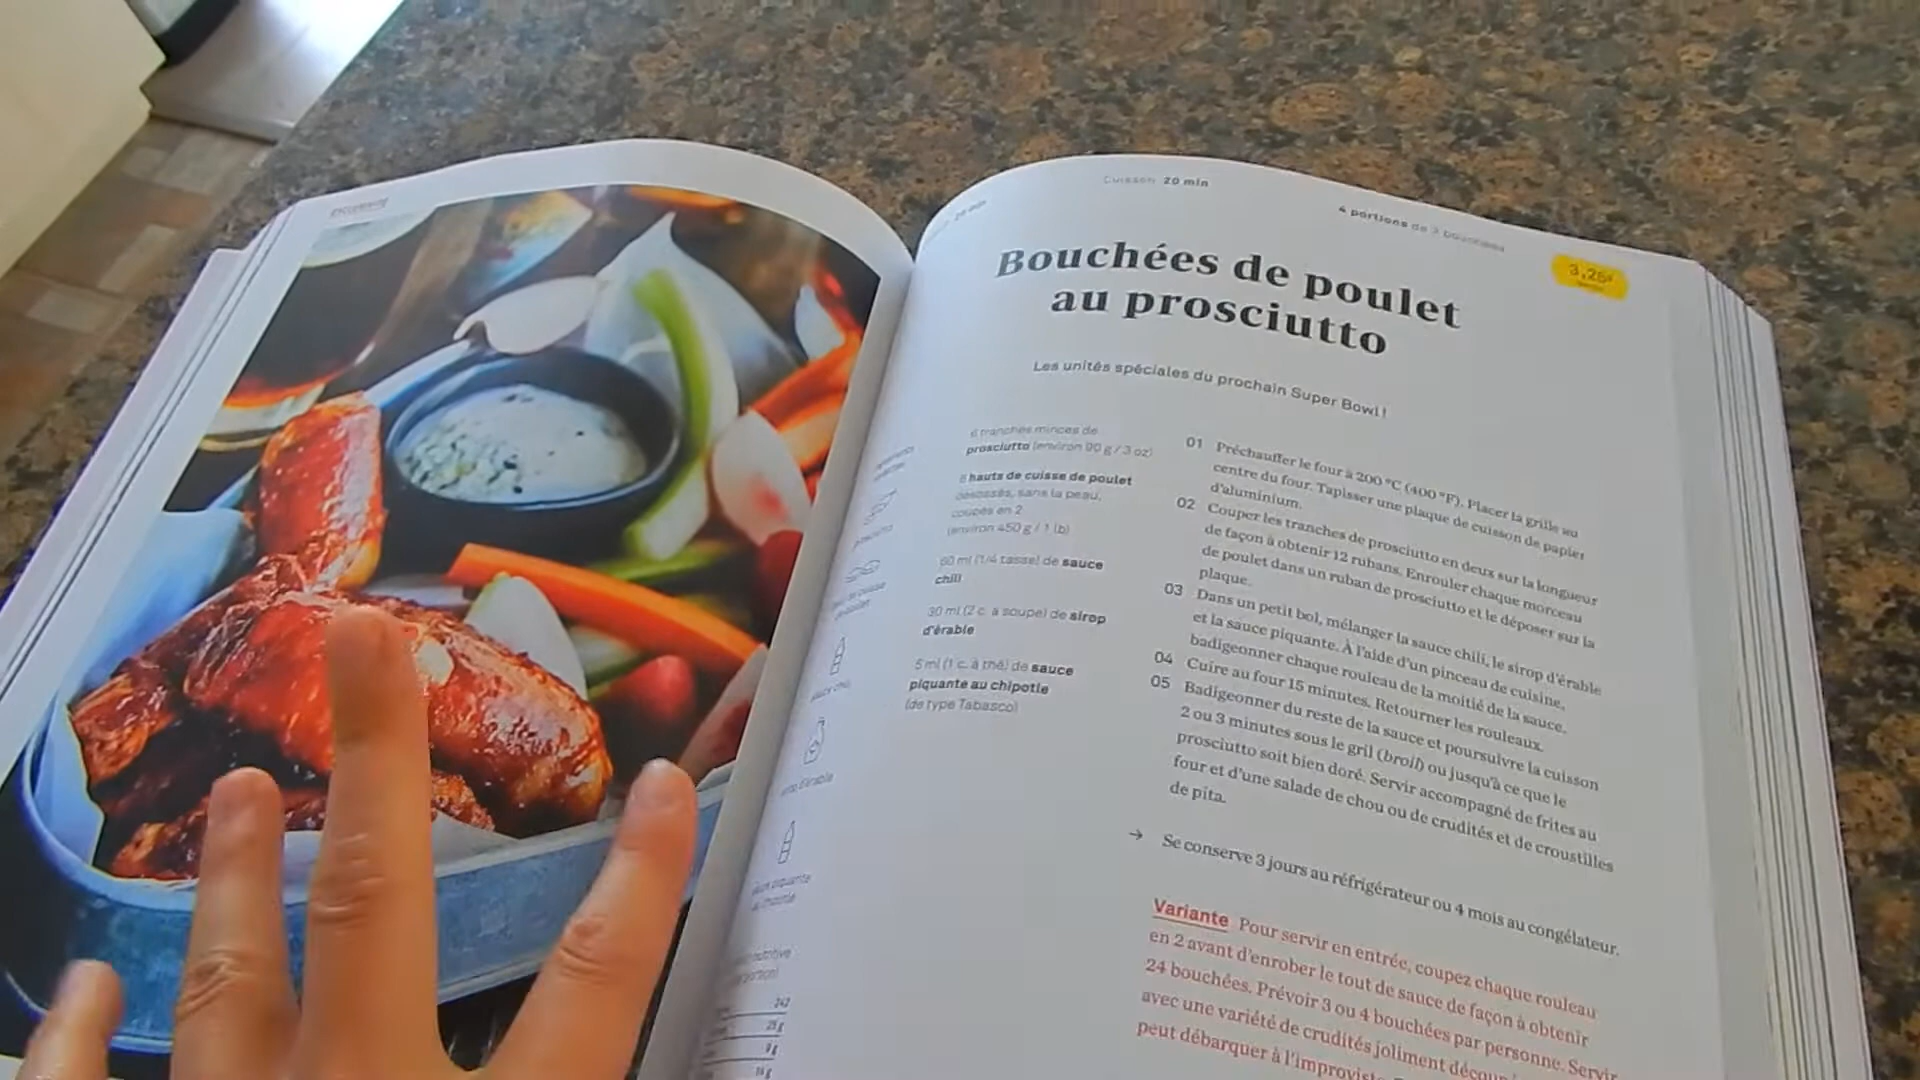 Cuisson 20 min
4 portions de 3 bouchées
3,25$
Bouchées de poulet
au prosciutto
Les unités spéciales du prochain Super Bowl !
6 tranches minces de
prosciutto (environ 90 g / 3 oz)
6 hauts de cuisse de poulet
désossés, sans la peau,
coupés en 2
(environ 450 g / 1 lb)
60 ml (1/4 tasse) de sauce
chili
30 ml (2 c. à soupe) de sirop
d'érable
5 ml (1 c. à thé) de sauce
piquante au chipotle
(de type Tabasco)
01 Préchauffer le four à 200 °C (400 °F). Placer la grille au
centre du four. Tapisser une plaque de cuisson de papier
d'aluminium.
02 Couper les tranches de prosciutto en deux sur la longueur
de façon à obtenir 12 rubans. Enrouler chaque morceau
de poulet dans un ruban de prosciutto et le déposer sur la
plaque.
03 Dans un petit bol, mélanger la sauce chili, le sirop d'érable
et la sauce piquante. À l'aide d'un pinceau de cuisine,
badigeonner chaque rouleau de la moitié de la sauce.
04 Cuire au four 15 minutes. Retourner les rouleaux.
05 Badigeonner du reste de la sauce et poursuivre la cuisson
2 ou 3 minutes sous le gril (broil) ou jusqu'à ce que le
prosciutto soit bien doré. Servir accompagné de frites au
four et d'une salade de chou ou de crudités et de croustilles
de pita.
→ Se conserve 3 jours au réfrigérateur ou 4 mois au congélateur.
Variante Pour servir en entrée, coupez chaque rouleau
en 2 avant d'enrober le tout de sauce de façon à obtenir
24 bouchées. Prévoir 3 ou 4 bouchées par personne. Servir
avec une variété de crudités joliment
peut débarquer à l'improviste
sauce chili
d'érable
sauce piquante
242